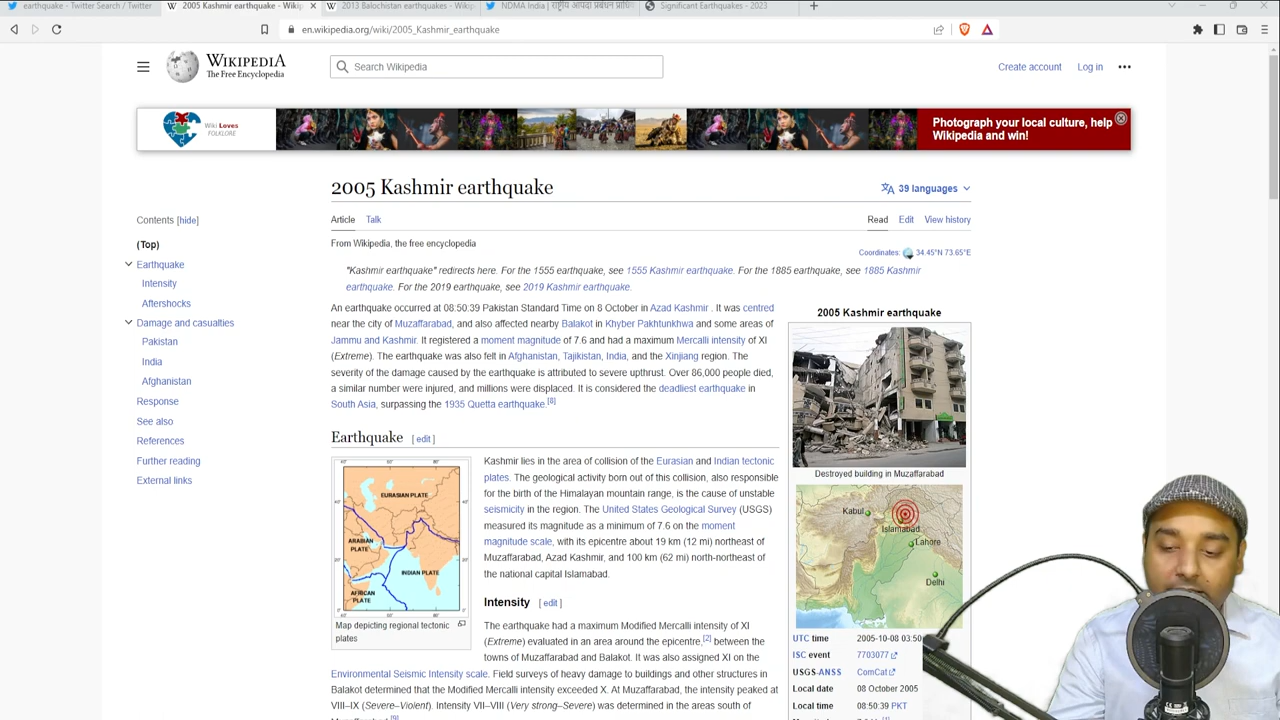 earthquake - Twitter Search / Twitter
2005 Kashmir earthquake - Wikip
2013 Balochistan earthquakes - Wikip
NDMA India | राष्ट्रीय आपदा प्रबंधन प्राधि
Significant Earthquakes - 2023
en.wikipedia.org/wiki/2005_Kashmir_earthquake
WIKIPEDIA
The Free Encyclopedia
Search Wikipedia
Create account
Log in
Wiki Loves
FOLKLORE
Photograph your local culture, help
Wikipedia and win!
2005 Kashmir earthquake
39 languages
Contents [hide]
(Top)
Earthquake
Intensity
Aftershocks
Damage and casualties
Pakistan
India
Afghanistan
Response
See also
References
Further reading
External links
Article
Talk
Read
Edit
View history
From Wikipedia, the free encyclopedia
Coordinates: 34.45°N 73.65°E
"Kashmir earthquake" redirects here. For the 1555 earthquake, see 1555 Kashmir earthquake. For the 1885 earthquake, see 1885 Kashmir
earthquake. For the 2019 earthquake, see 2019 Kashmir earthquake.
An earthquake occurred at 08:50:39 Pakistan Standard Time on 8 October in Azad Kashmir . It was centred
near the city of Muzaffarabad, and also affected nearby Balakot in Khyber Pakhtunkhwa and some areas of
Jammu and Kashmir. It registered a moment magnitude of 7.6 and had a maximum Mercalli intensity of XI
(Extreme). The earthquake was also felt in Afghanistan, Tajikistan, India, and the Xinjiang region. The
severity of the damage caused by the earthquake is attributed to severe upthrust. Over 86,000 people died,
a similar number were injured, and millions were displaced. It is considered the deadliest earthquake in
South Asia, surpassing the 1935 Quetta earthquake.[8]
Earthquake [ edit ]
EURASIAN PLATE
ARABIAN
PLATE
INDIAN PLATE
AFRICAN
PLATE
Map depicting regional tectonic
plates
Kashmir lies in the area of collision of the Eurasian and Indian tectonic
plates. The geological activity born out of this collision, also responsible
for the birth of the Himalayan mountain range, is the cause of unstable
seismicity in the region. The United States Geological Survey (USGS)
measured its magnitude as a minimum of 7.6 on the moment
magnitude scale, with its epicentre about 19 km (12 mi) northeast of
Muzaffarabad, Azad Kashmir, and 100 km (62 mi) north-northeast of
the national capital Islamabad.
Intensity [ edit ]
The earthquake had a maximum Modified Mercalli intensity of XI
(Extreme) evaluated in an area around the epicentre,[2] between the
towns of Muzaffarabad and Balakot. It was also assigned XI on the
Environmental Seismic Intensity scale. Field surveys of heavy damage to buildings and other structures in
Balakot determined that the Modified Mercalli intensity exceeded X. At Muzaffarabad, the intensity peaked at
VIII–IX (Severe–Violent). Intensity VII–VIII (Very strong–Severe) was determined in the areas south of
2005 Kashmir earthquake
Destroyed building in Muzaffarabad
Kabul
Islamabad
Lahore
Delhi
UTC time 2005-10-08 03:50
ISC event 7703077
USGS-ANSS ComCat
Local date 08 October 2005
Local time 08:50:39 PKT